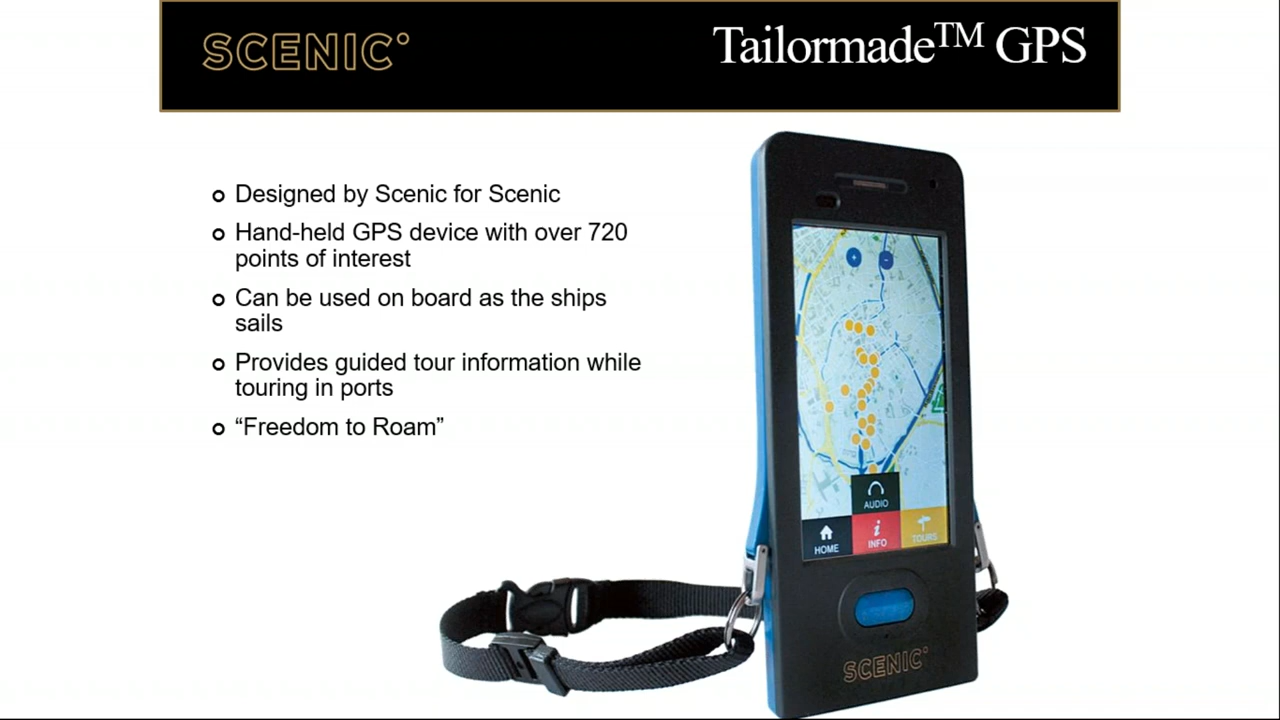 SCENIC°
Tailormade™ GPS
Designed by Scenic for Scenic
Hand-held GPS device with over 720
points of interest
Can be used on board as the ships
sails
Provides guided tour information while
touring in ports
“Freedom to Roam”
+ -
AUDIO
HOME
INFO
TOURS
SCENIC°